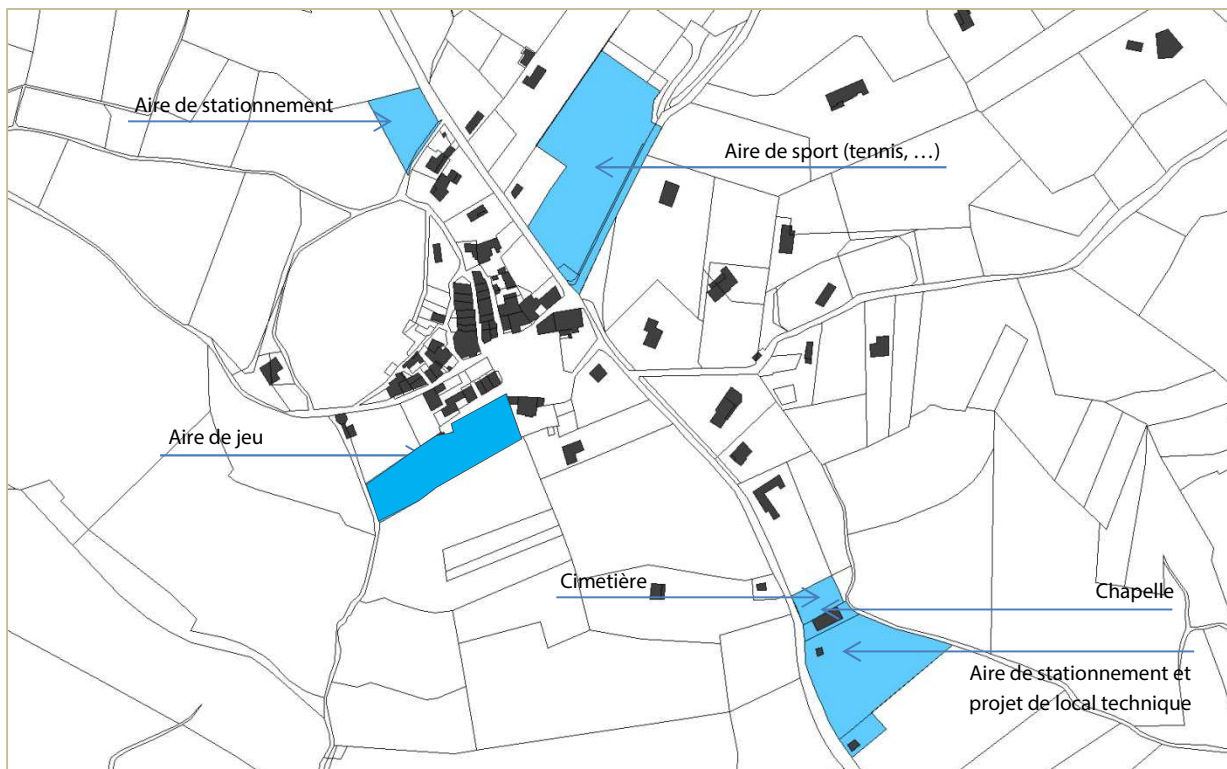 Aire de stationnement
Aire de sport (tennis, …)
Aire de jeu
Cimetière
Chapelle
Aire de stationnement et
projet de local technique